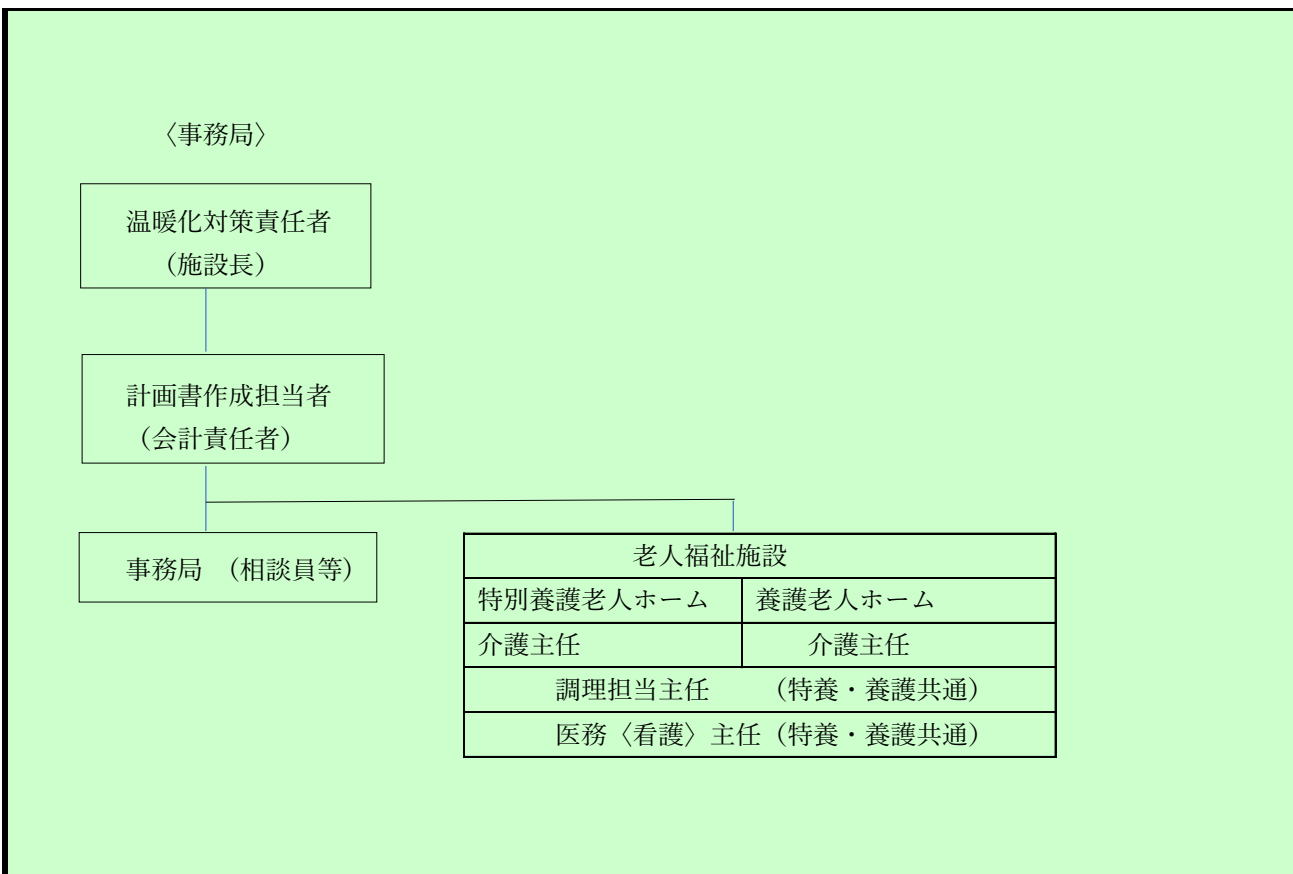 〈事務局〉
温暖化対策責任者
(施設長)
計画書作成担当者
(会計責任者)
事務局 (相談員等)
老人福祉施設
特別養護老人ホーム 養護老人ホーム
介護主任 介護主任
調理担当主任 (特養・養護共通)
医務〈看護〉主任(特養・養護共通)